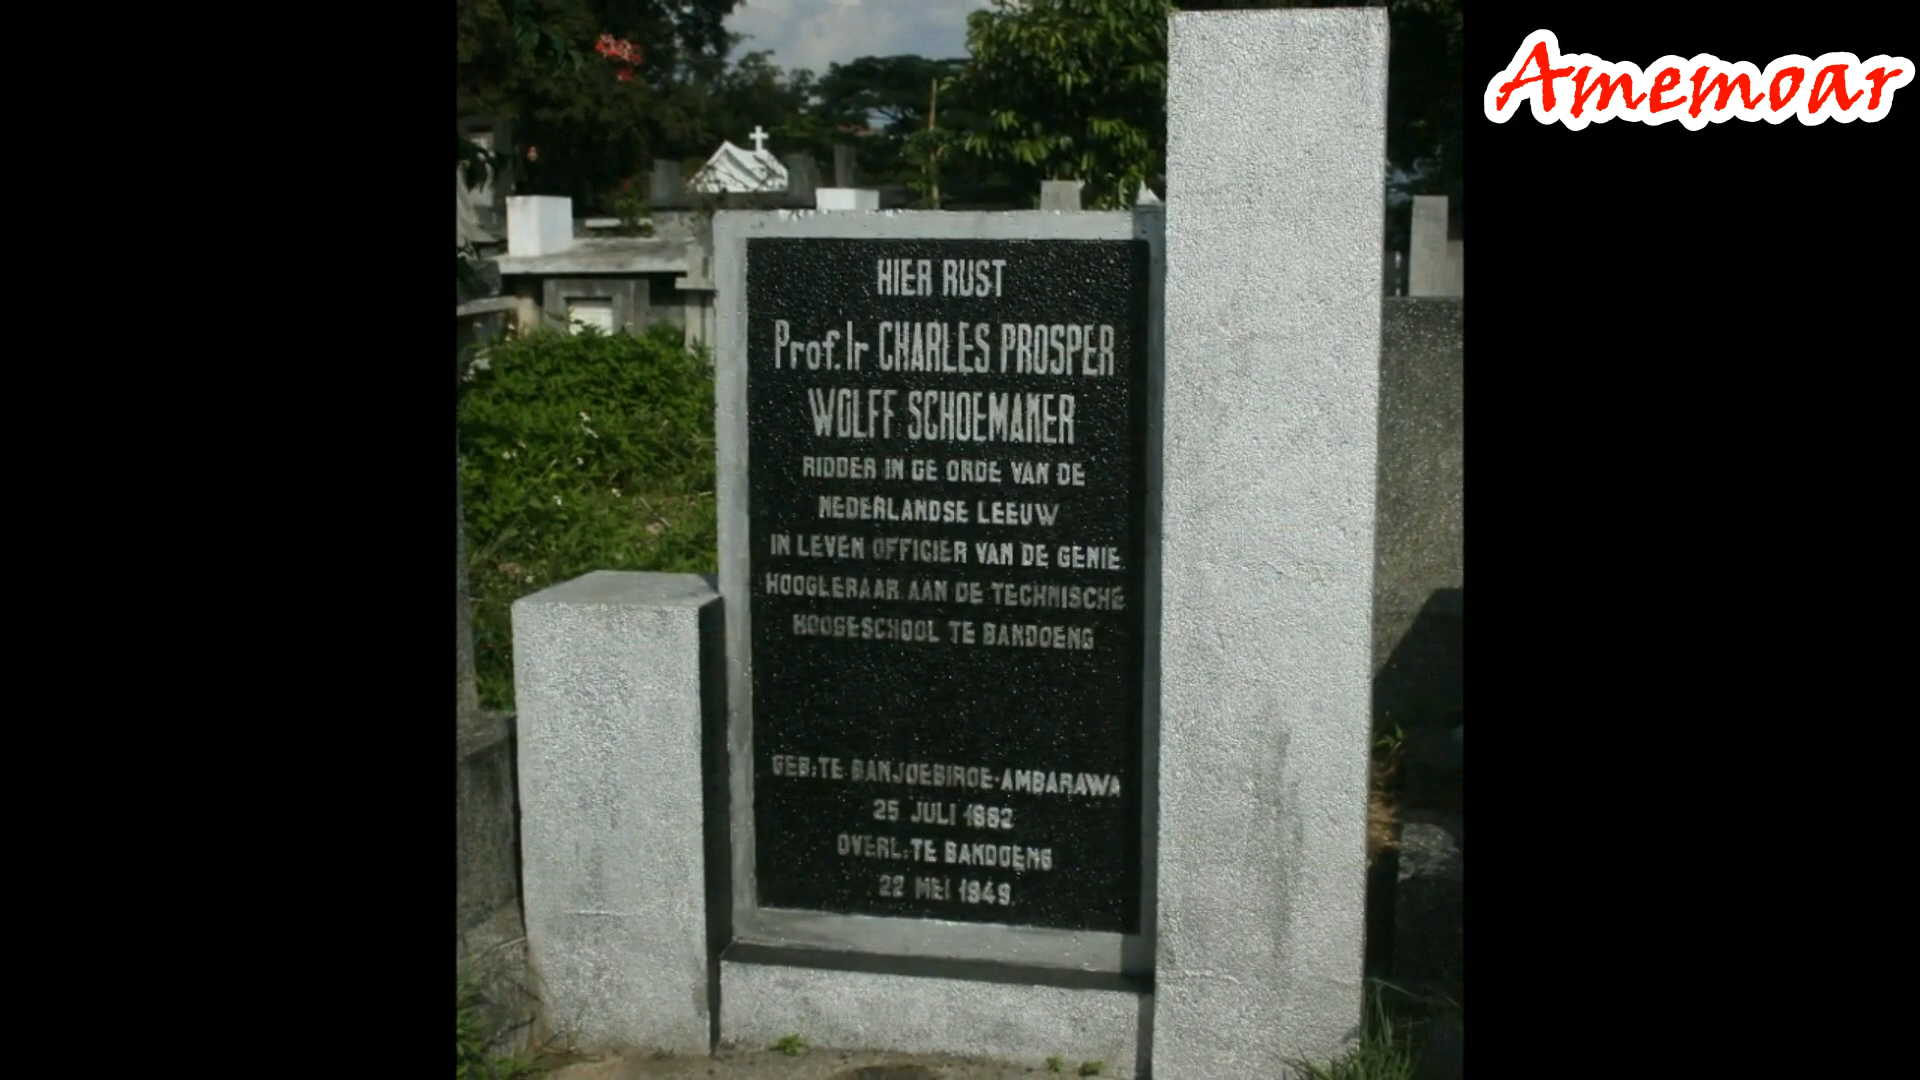 Amemoar
HIER RUST
Prof. Ir CHARLES PROSPER
WOLFF SCHOEMAKER
RIDDER IN DE ORDE VAN DE
NEDERLANDSE LEEUW
IN LEVEN OFFICIER VAN DE GENIE
HOOGLERAAR AAN DE TECHNISCHE
HOOGESCHOOL TE BANDOENG
GEB: TE BANJOEBIROE-AMBARAWA
25 JULI 1882
OVERL: TE BANDOENG
22 MEI 1949.